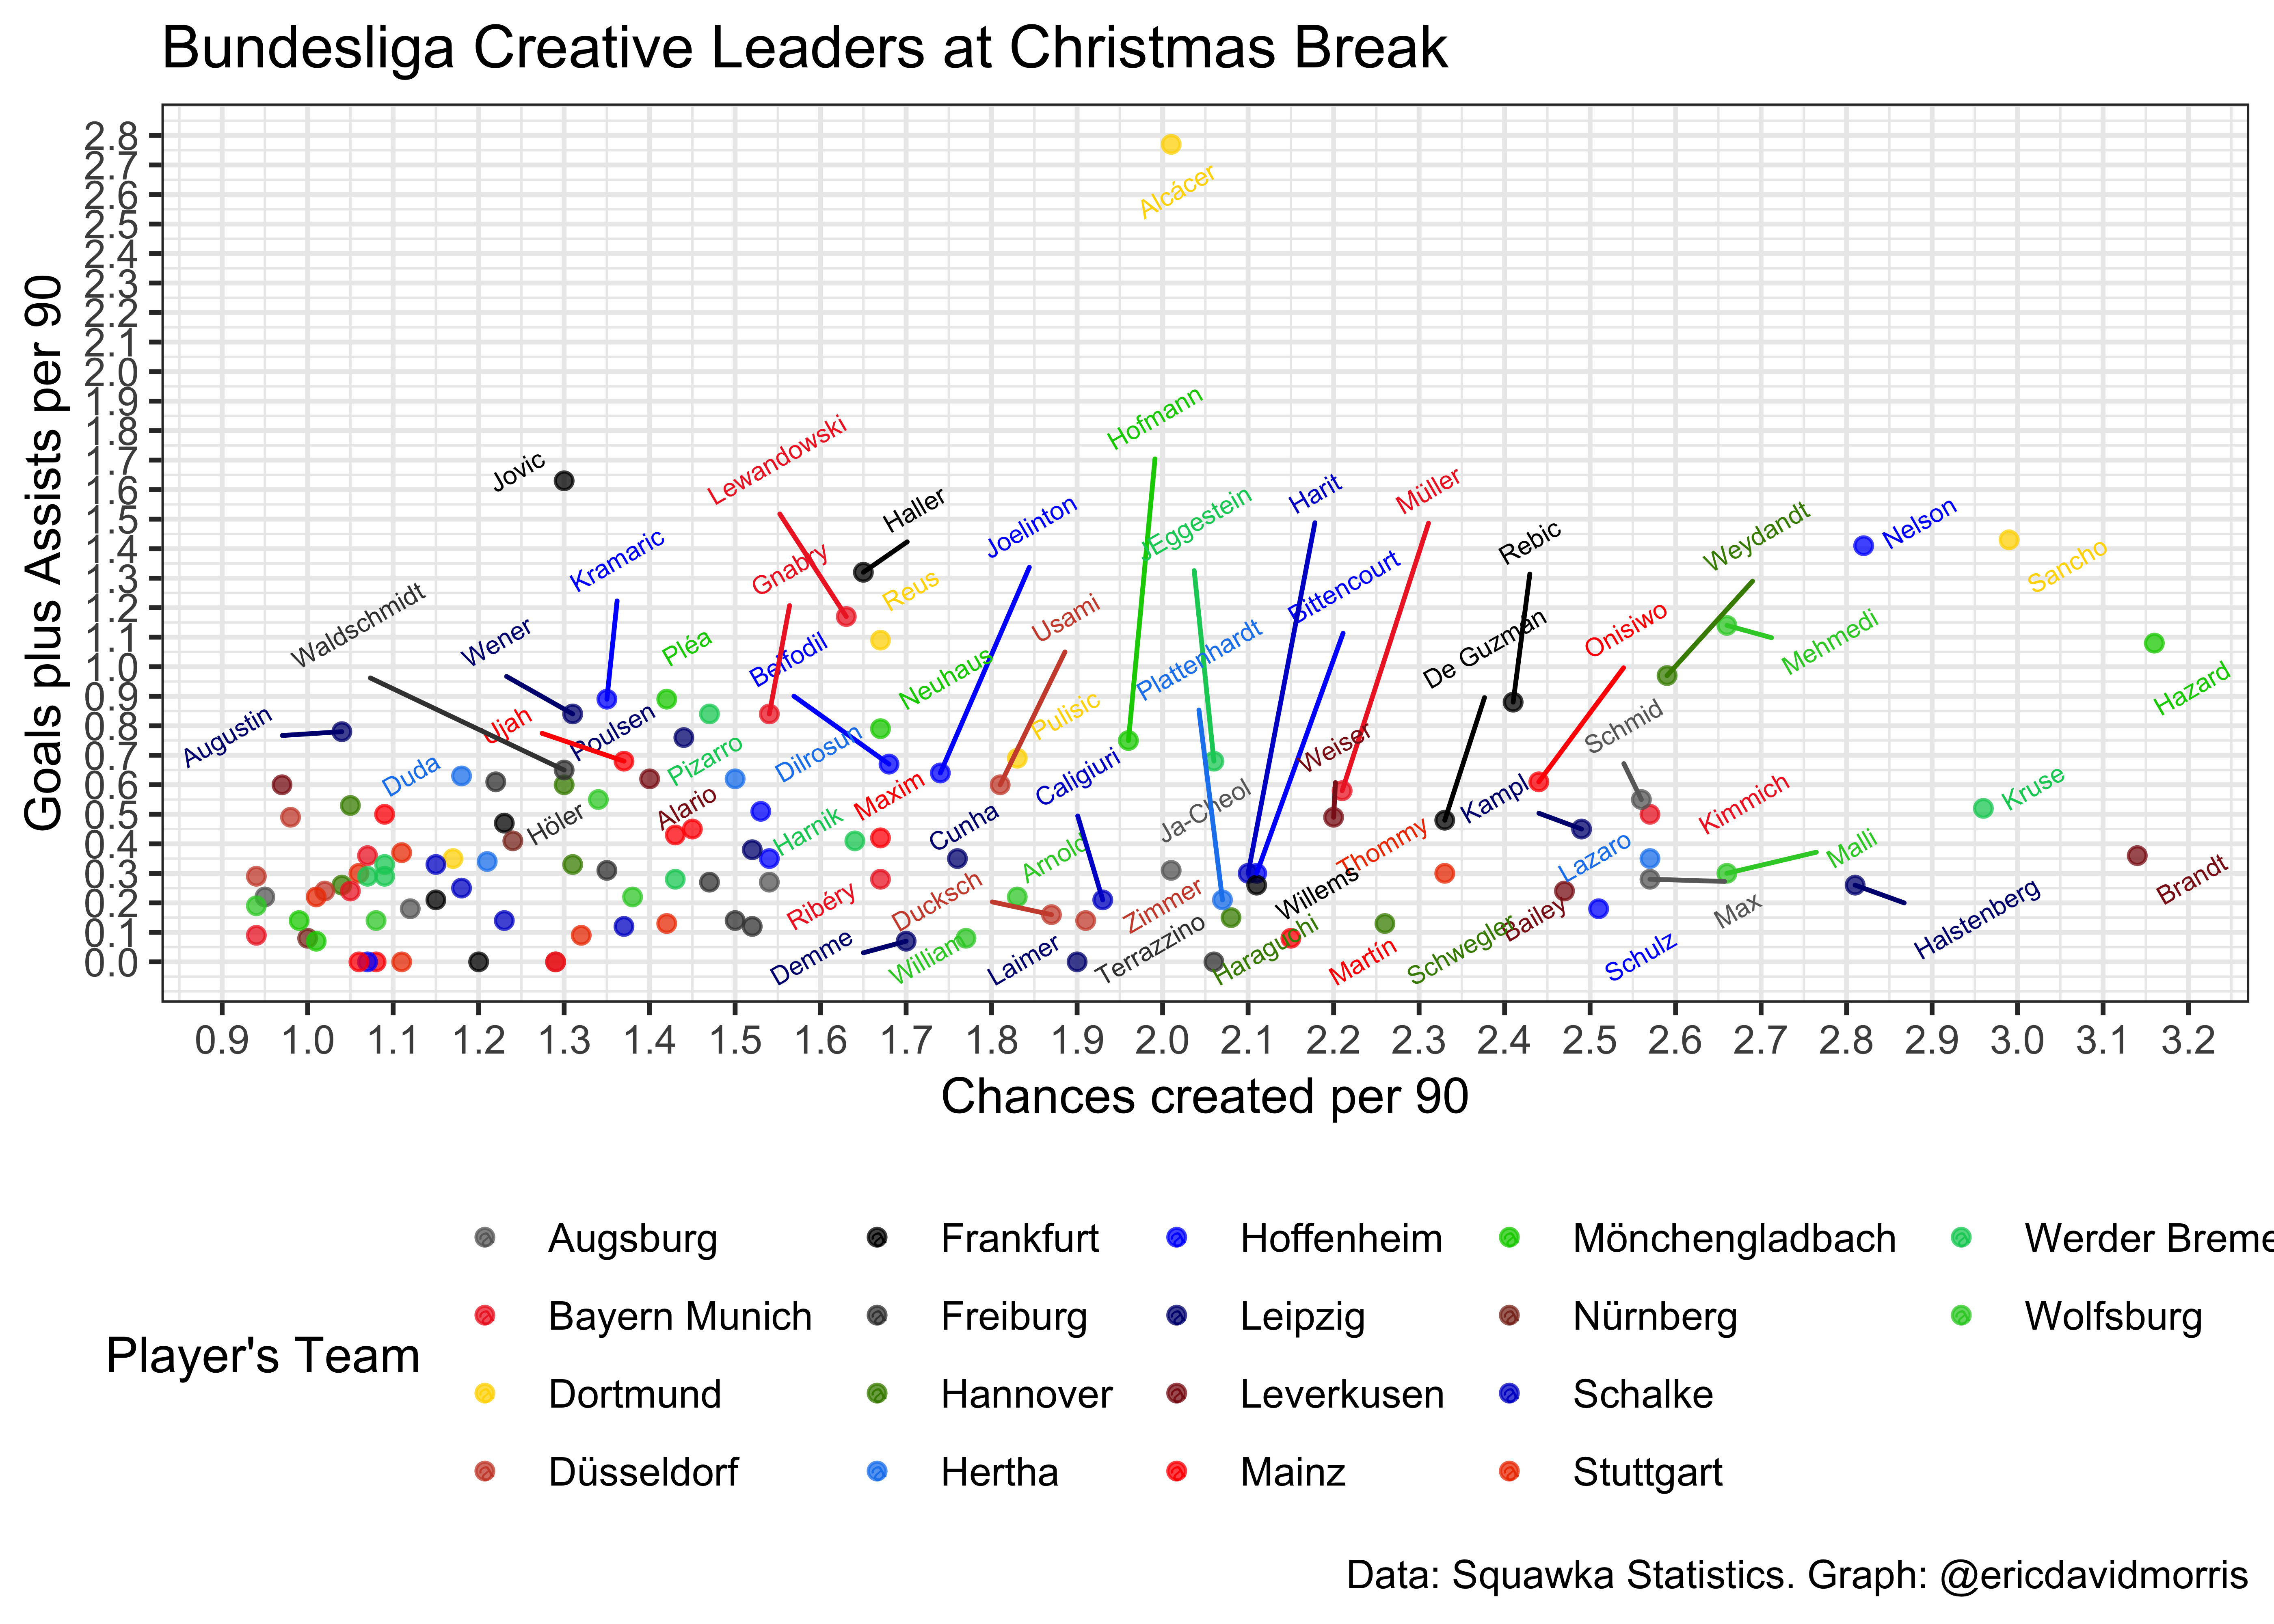 Bundesliga Creative Leaders at Christmas Break
Goals plus Assists per 90
2.8
2.7
2.6
2.5
2.4
2.3
2.2
2.1
2.0
1.9
1.8
1.7
1.6
1.5
1.4
1.3
1.2
1.1
1.0
0.9
0.8
0.7
0.6
0.5
0.4
0.3
0.2
0.1
0.0
Alcácer
Hofmann
Lewandowski
Jovic
Haller
Joelinton
JEggestein
Harit
Müller
Rebic
Weydandt
Nelson
Sancho
Kramaric
Gnabry
Reus
Bittencourt
Waldschmidt
Wener
Pléa
Belfodil
Usami
Neuhaus
Plattenhardt
De Guzmán
Onisiwo
Mehmedi
Hazard
Augustin
Ujah
Poulsen
Pulisic
Schmid
Duda
Pizarro
Dilrosun
Caligiuri
Weiser
Höler
Alario
Harnik
Maxim
Cunha
Ja-Cheol
Kampl
Kimmich
Kruse
Arnold
Thommy
Lazaro
Malli
Brandt
Ribéry
Ducksch
Zimmer
Willems
Bailey
Max
Halstenberg
Demme
William
Laimer
Terrazzino
Haraguchi
Martín
Schwegler
Schulz
0.9 1.0 1.1 1.2 1.3 1.4 1.5 1.6 1.7 1.8 1.9 2.0 2.1 2.2 2.3 2.4 2.5 2.6 2.7 2.8 2.9 3.0 3.1 3.2
Chances created per 90
Player's Team
Augsburg Frankfurt Hoffenheim Mönchengladbach Werder Breme
Bayern Munich Freiburg Leipzig Nürnberg Wolfsburg
Dortmund Hannover Leverkusen Schalke
Düsseldorf Hertha Mainz Stuttgart
Data: Squawka Statistics. Graph: @ericdavidmorris